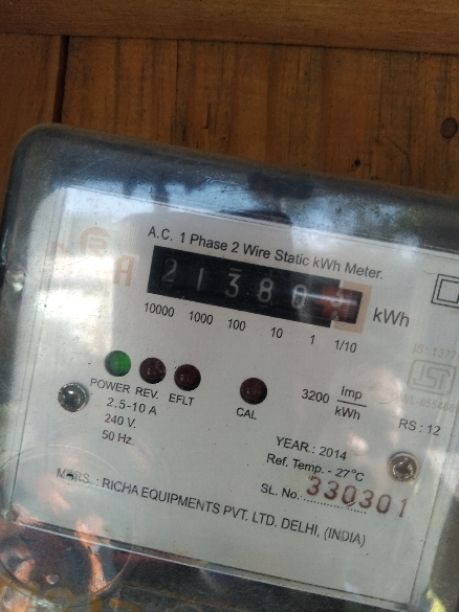 A.C. 1 Phase 2 Wire Static kWh Meter.
21380
kWh
10000 1000 100 10 1 1/10
POWER REV. EFLT
CAL
3200 Imp/kWh
2.5-10 A
240 V.
50 Hz
RS : 12
YEAR : 2014
Ref. Temp. - 27°C
SL. No. 330301
MFRS. : RICHA EQUIPMENTS PVT. LTD. DELHI, (INDIA)